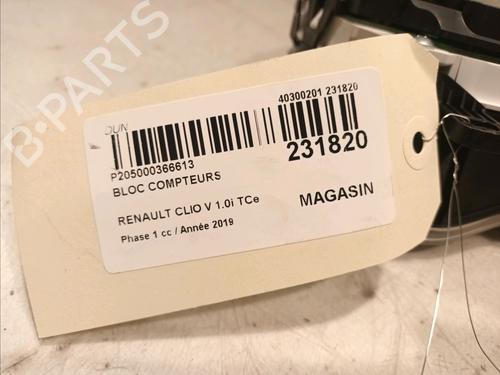 B-PARTS
DUN
40300201 231820
P205000366613
231820
BLOC COMPTEURS
RENAULT CLIO V 1.0i TCe
MAGASIN
Phase 1 cc / Année 2019